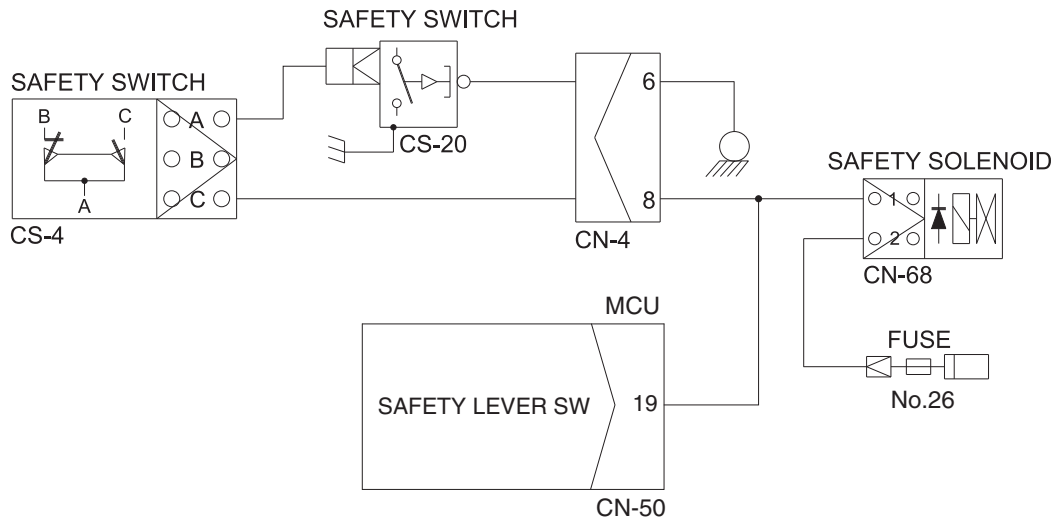 SAFETY SWITCH
SAFETY SWITCH
B
C
A
A
B
C
CS-4
CS-20
6
8
CN-4
SAFETY SOLENOID
1
2
CN-68
MCU
SAFETY LEVER SW
19
CN-50
FUSE
No.26